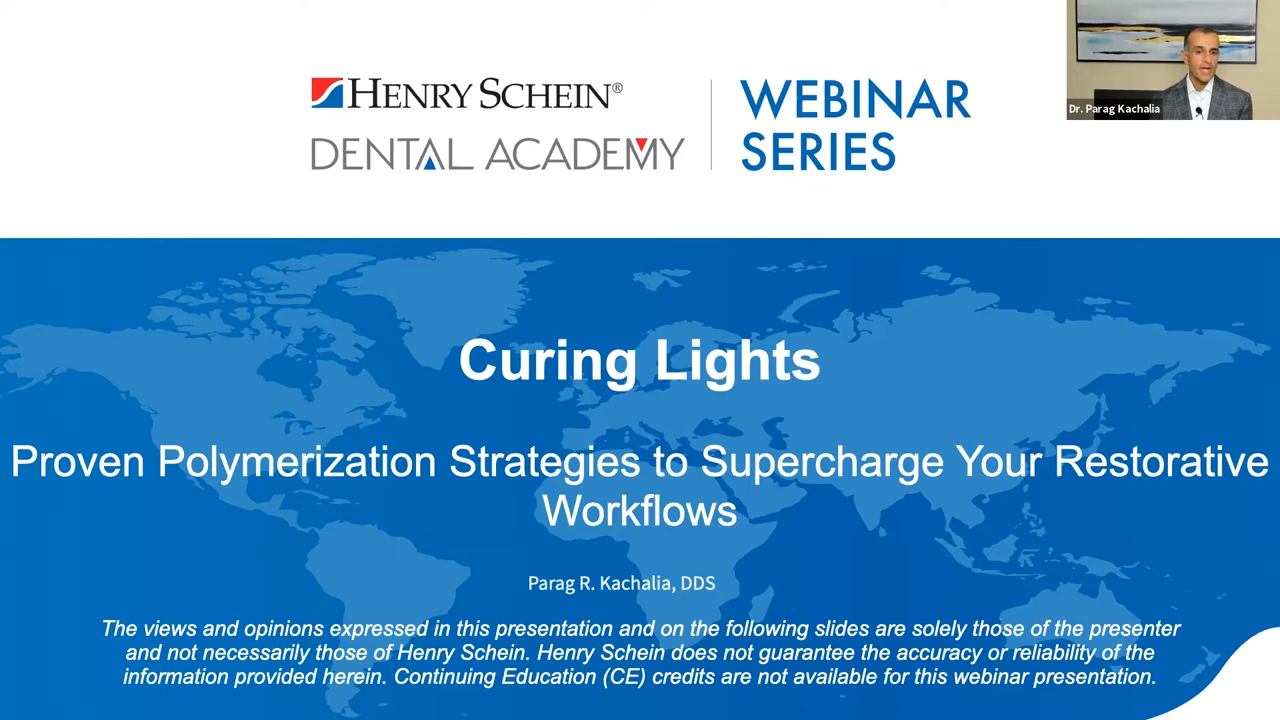 HENRY SCHEIN®
DENTAL ACADEMY
WEBINAR
SERIES
Dr. Parag Kachalia
Curing Lights
Proven Polymerization Strategies to Supercharge Your Restorative
Workflows
Parag R. Kachalia, DDS
The views and opinions expressed in this presentation and on the following slides are solely those of the presenter
and not necessarily those of Henry Schein. Henry Schein does not guarantee the accuracy or reliability of the
information provided herein. Continuing Education (CE) credits are not available for this webinar presentation.